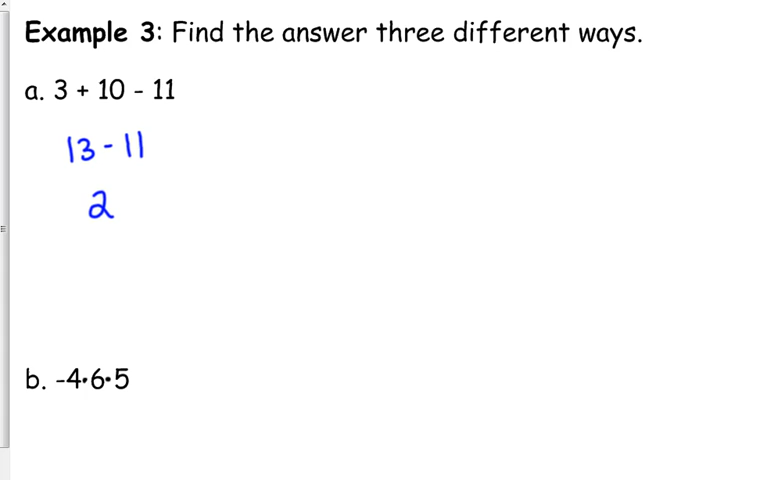 Example 3: Find the answer three different ways.
a. 3 + 10 - 11
13 - 11
2
b. -4·6·5